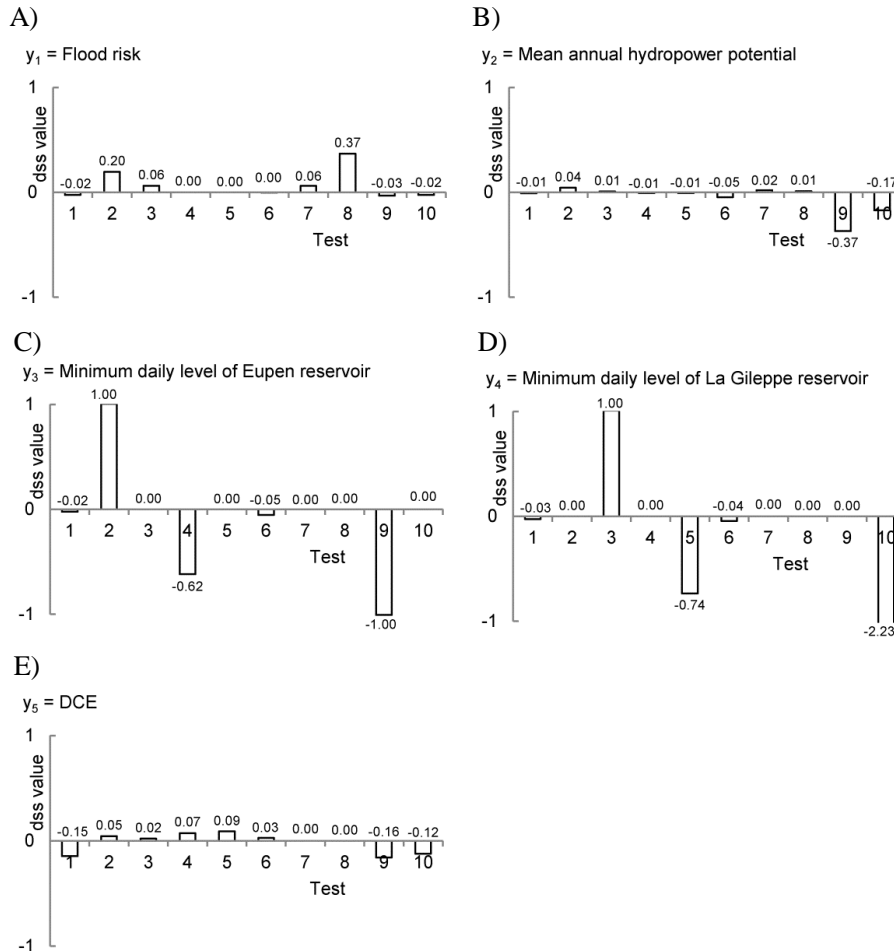 A)
y₁ = Flood risk
1
0
-1
dss value
-0.02 0.20 0.06 0.00 0.00 0.00 0.06 0.37 -0.03 -0.02
1 2 3 4 5 6 7 8 9 10
Test
B)
y₂ = Mean annual hydropower potential
1
0
-1
dss value
-0.01 0.04 0.01 -0.01 -0.01 -0.05 0.02 0.01 -0.37 -0.17
1 2 3 4 5 6 7 8 9 10
Test
C)
y₃ = Minimum daily level of Eupen reservoir
1
0
-1
dss value
-0.02 1.00 0.00 -0.62 0.00 -0.05 0.00 0.00 -1.00 0.00
1 2 3 4 5 6 7 8 9 10
Test
D)
y₄ = Minimum daily level of La Gileppe reservoir
1
0
-1
dss value
-0.03 0.00 1.00 0.00 -0.74 -0.04 0.00 0.00 0.00 -2.23
1 2 3 4 5 6 7 8 9 10
Test
E)
y₅ = DCE
1
0
-1
dss value
-0.15 0.05 0.02 0.07 0.09 0.03 0.00 0.00 -0.16 -0.12
1 2 3 4 5 6 7 8 9 10
Test